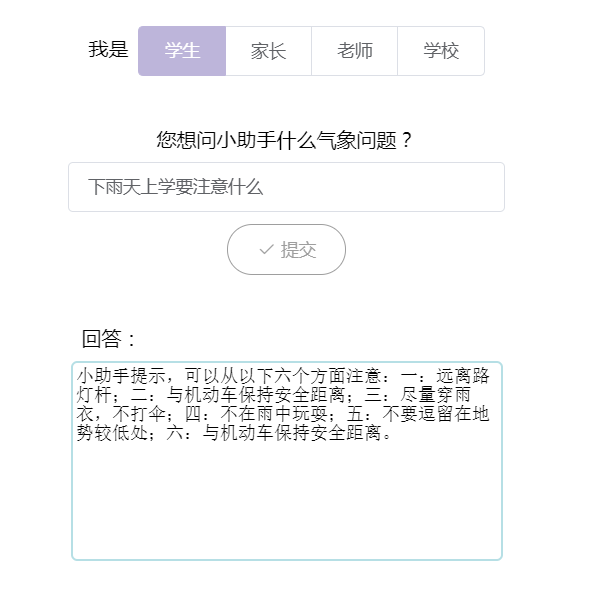 我是 学生 家长 老师 学校
您想问小助手什么气象问题？
下雨天上学要注意什么
提交
回答：
小助手提示，可以从以下六个方面注意：一：远离路
灯杆；二：与机动车保持安全距离；三：尽量穿雨
衣，不打伞；四：不在雨中玩耍；五：不要逗留在地
势较低处；六：与机动车保持安全距离。